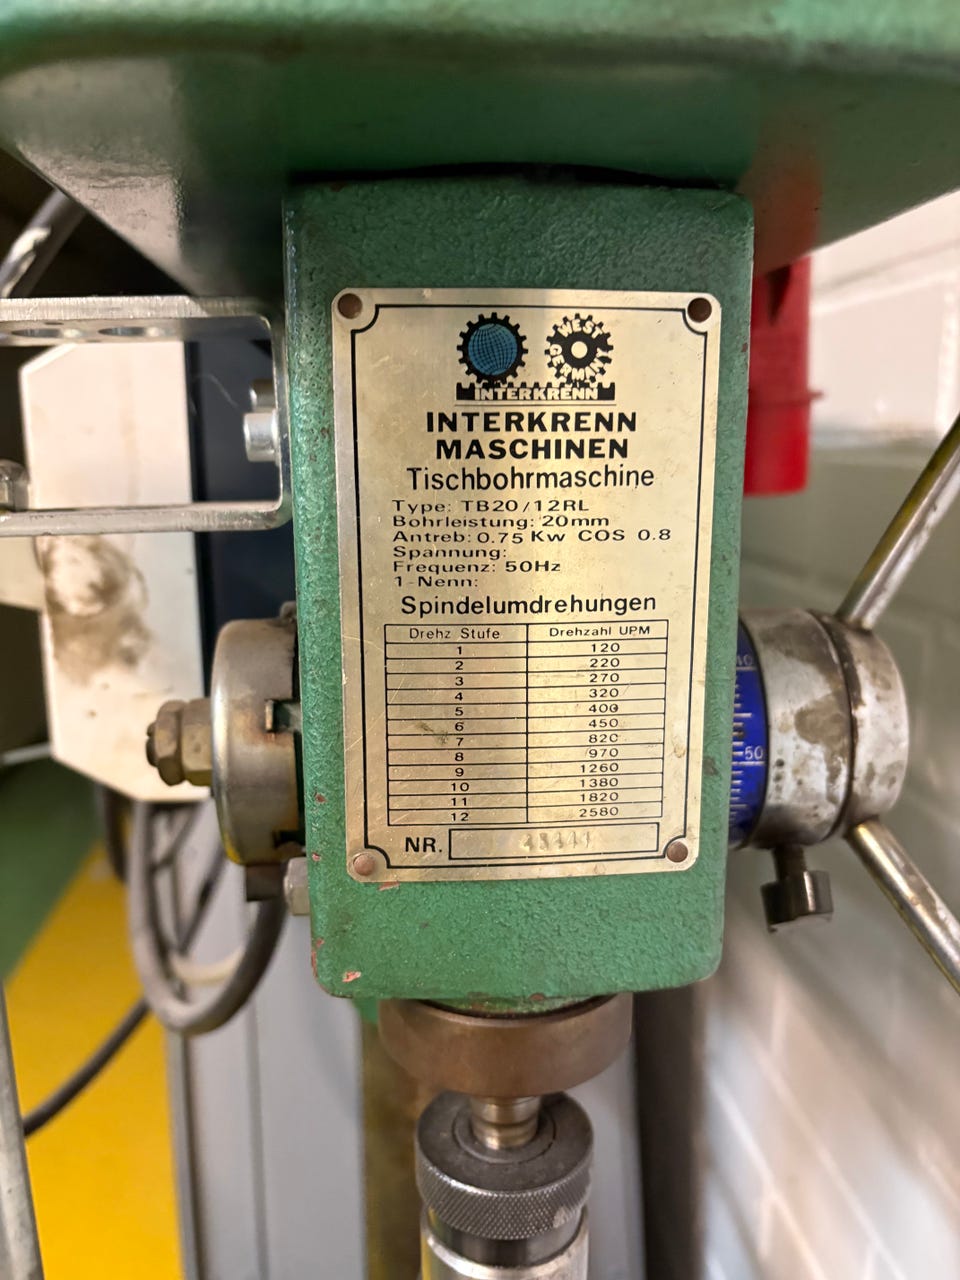 WEST
GERMANY
INTERKRENN
INTERKRENN
MASCHINEN
Tischbohrmaschine
Type: TB20/12RL
Bohrleistung: 20mm
Antreb: 0.75 Kw COS 0.8
Spannung:
Frequenz: 50Hz
1-Nenn:
Spindelumdrehungen
Drehz Stufe Drehzahl UPM
1 120
2 220
3 270
4 320
5 400
6 450
7 820
8 970
9 1260
10 1380
11 1820
12 2580
NR.
40
50